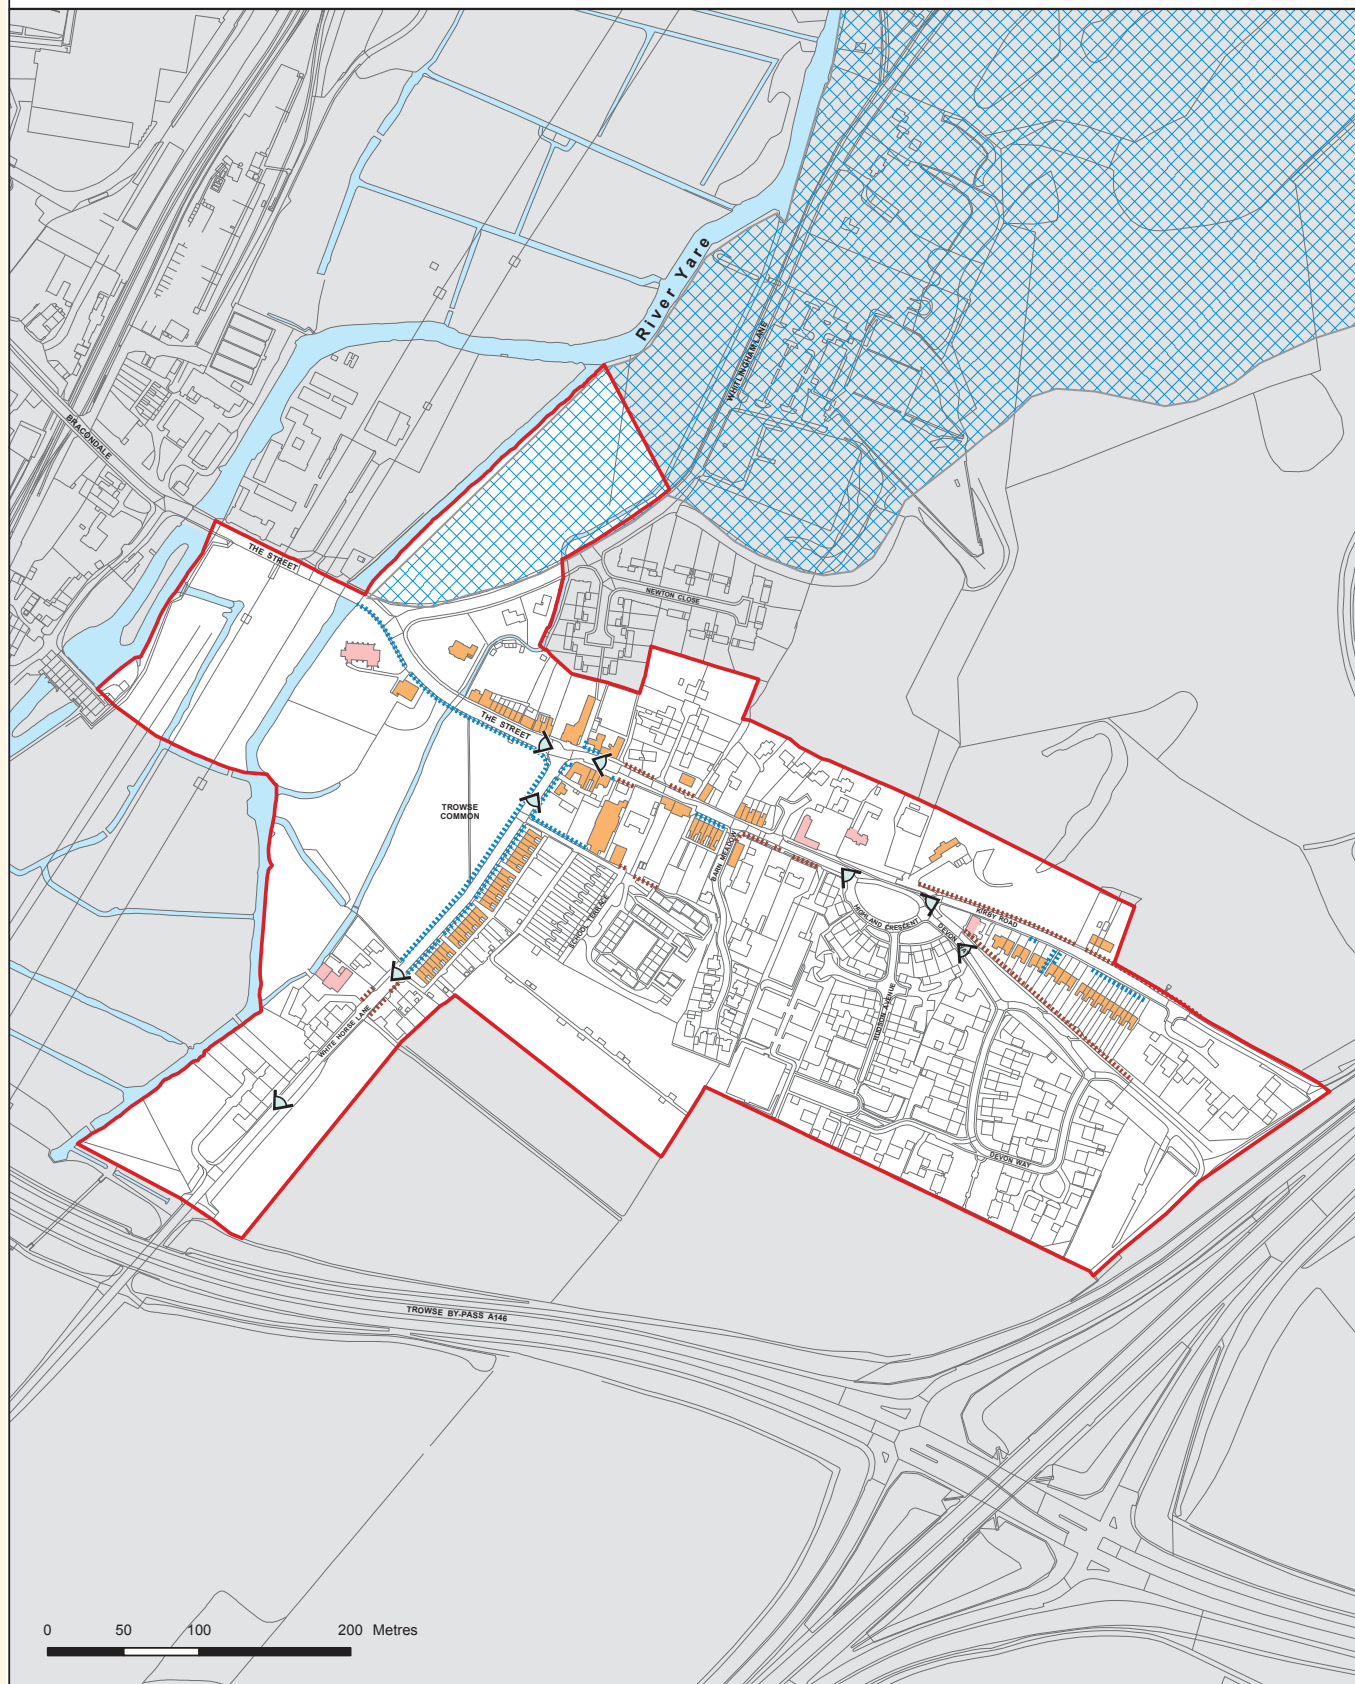 River Yare
WHITLINGHAM LANE
BRACONDALE
THE STREET
NEWTON CLOSE
THE STREET
TROWSE
COMMON
BARN MEADOW
SCHOOL TERRACE
HIGHLAND CRESCENT
DEVON
KIRBY ROAD
HUDSON AVENUE
WHITE HORSE LANE
DEVON WAY
TROWSE BY-PASS A146
0 50 100 200 Metres